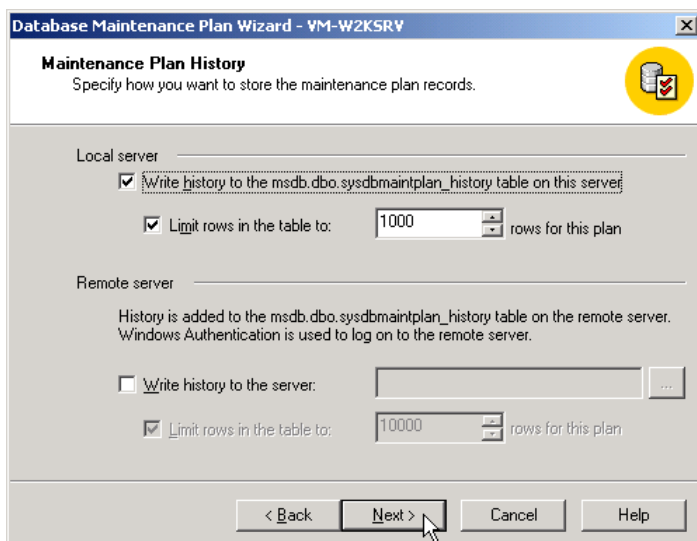 Database Maintenance Plan Wizard - VM-W2KSRV
Maintenance Plan History
Specify how you want to store the maintenance plan records.
Local server
Write history to the msdb.dbo.sysdbmaintplan_history table on this server
Limit rows in the table to: 1000 rows for this plan
Remote server
History is added to the msdb.dbo.sysdbmaintplan_history table on the remote server.
Windows Authentication is used to log on to the remote server.
Write history to the server: ...
Limit rows in the table to: 10000 rows for this plan
< Back Next > Cancel Help